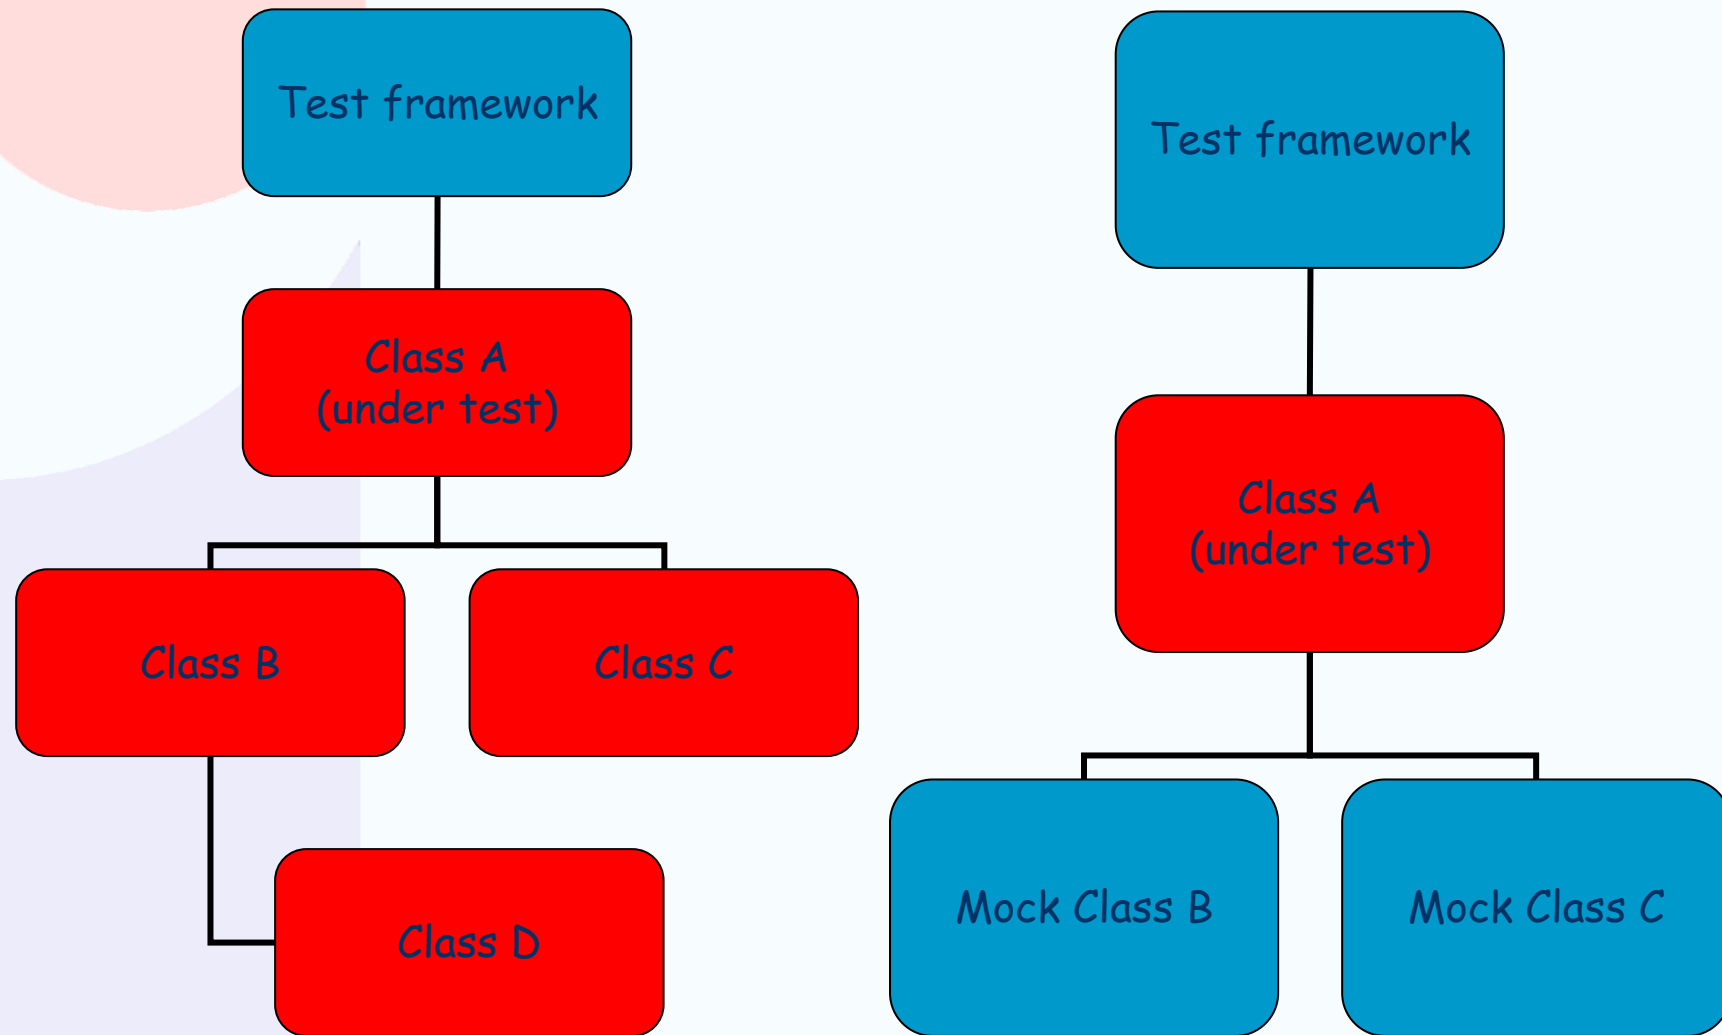 Test framework
Class A
(under test)
Class B
Class C
Class D
Test framework
Class A
(under test)
Mock Class B
Mock Class C